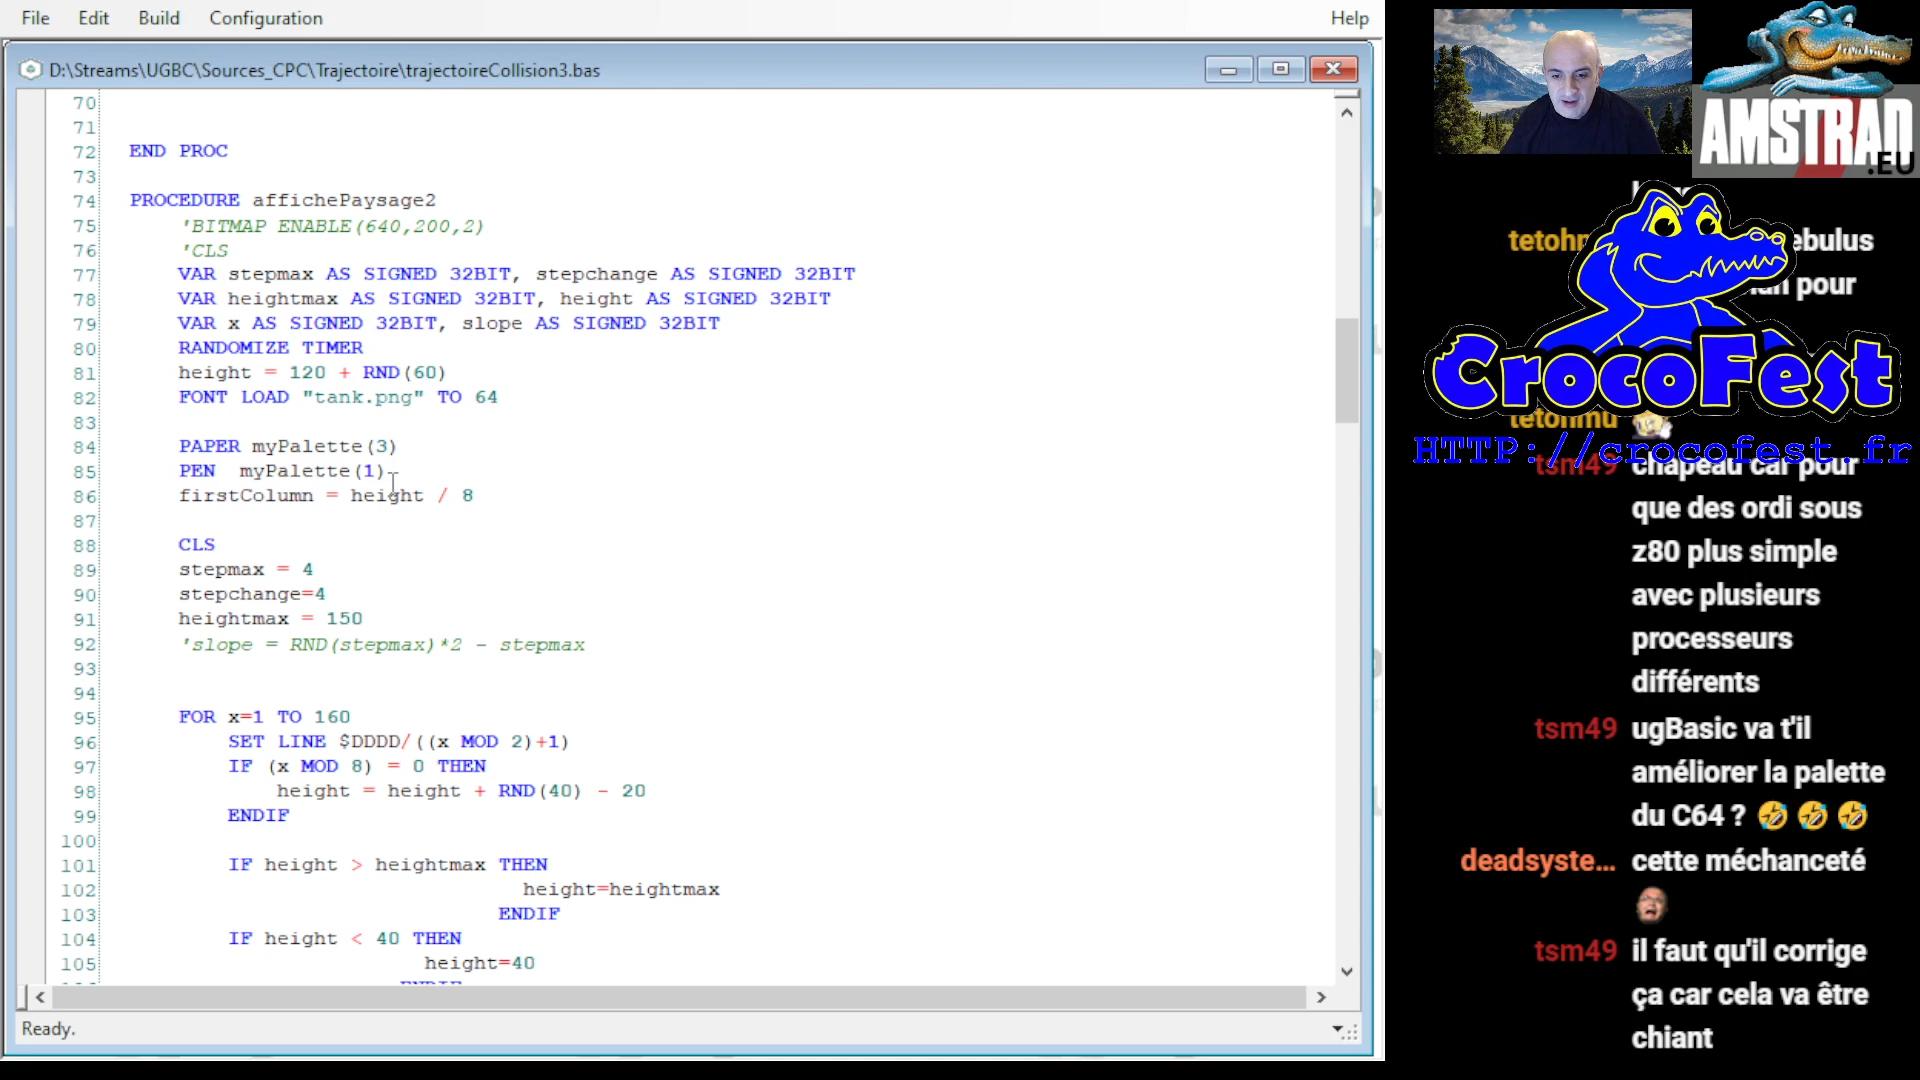 File Edit Build Configuration Help
D:\Streams\UGBC\Sources_CPC\Trajectoire\trajectoireCollision3.bas
70
71
72 END PROC
73
74 PROCEDURE affichePaysage2
75 'BITMAP ENABLE(640,200,2)
76 'CLS
77 VAR stepmax AS SIGNED 32BIT, stepchange AS SIGNED 32BIT
78 VAR heightmax AS SIGNED 32BIT, height AS SIGNED 32BIT
79 VAR x AS SIGNED 32BIT, slope AS SIGNED 32BIT
80 RANDOMIZE TIMER
81 height = 120 + RND(60)
82 FONT LOAD "tank.png" TO 64
83
84 PAPER myPalette(3)
85 PEN myPalette(1)
86 firstColumn = height / 8
87
88 CLS
89 stepmax = 4
90 stepchange=4
91 heightmax = 150
92 'slope = RND(stepmax)*2 - stepmax
93
94
95 FOR x=1 TO 160
96 SET LINE $DDDD/((x MOD 2)+1)
97 IF (x MOD 8) = 0 THEN
98 height = height + RND(40) - 20
99 ENDIF
100
101 IF height > heightmax THEN
102 height=heightmax
103 ENDIF
104 IF height < 40 THEN
105 height=40
Ready.
AMSTRAD
.EU
pour
CrocoFest
tetohmu
HTTP://crocofest.fr
tsm49 chapeau car pour
que des ordi sous
z80 plus simple
avec plusieurs
processeurs
différents
tsm49 ugBasic va t'il
améliorer la palette
du C64 ? 🤣 🤣 🤣
deadsyste... cette méchanceté
tsm49 il faut qu'il corrige
ça car cela va être
chiant